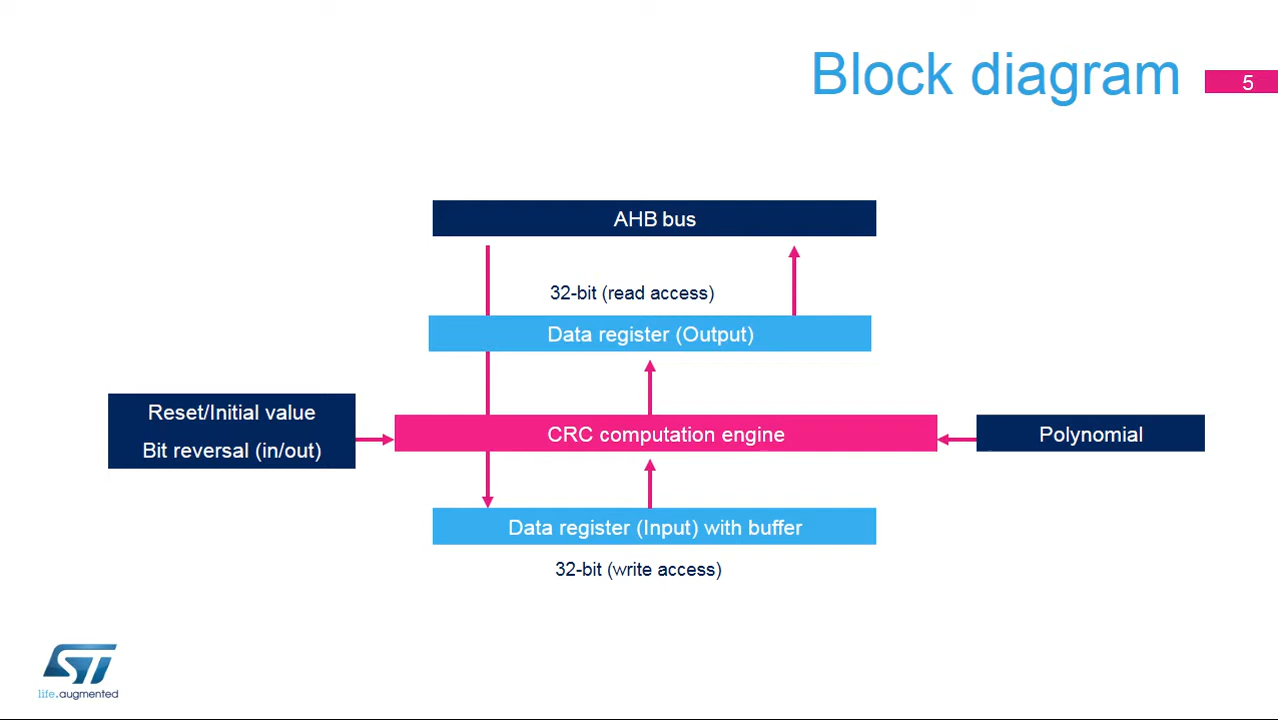 Block diagram
5
AHB bus
32-bit (read access)
Data register (Output)
Reset/Initial value
Bit reversal (in/out)
CRC computation engine
Polynomial
Data register (Input) with buffer
32-bit (write access)
ST
life.augmented